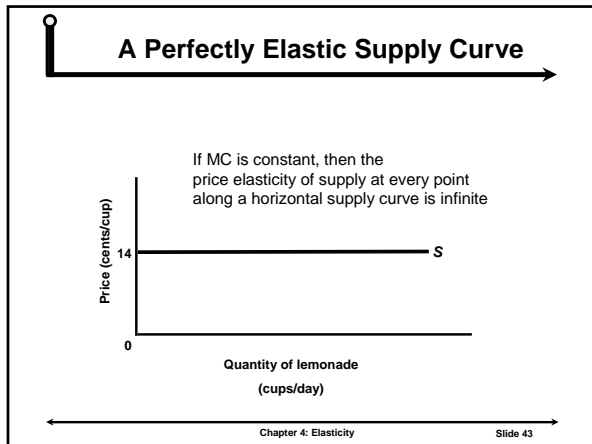 A Perfectly Elastic Supply Curve
If MC is constant, then the
price elasticity of supply at every point
along a horizontal supply curve is infinite
Price (cents/cup)
14
S
0
Quantity of lemonade
(cups/day)
Chapter 4: Elasticity
Slide 43